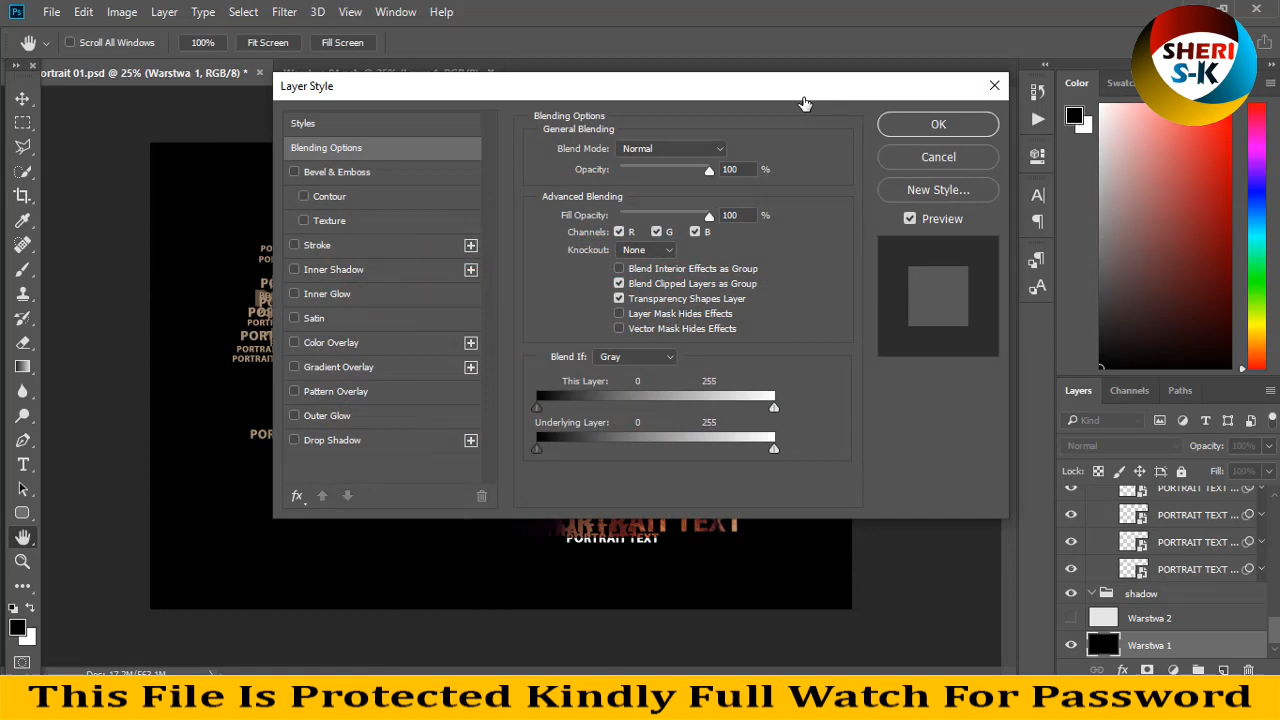 Ps File Edit Image Layer Type Select Filter 3D View Window Help
Scroll All Windows 100% Fit Screen Fill Screen
ortrait 01.psd @ 25% (Warstwa 1, RGB/8) *
SHERI
S-K
Layer Style
Styles
Blending Options
Bevel & Emboss
Contour
Texture
Stroke
Inner Shadow
Inner Glow
Satin
Color Overlay
Gradient Overlay
Pattern Overlay
Outer Glow
Drop Shadow
fx
Blending Options
General Blending
Blend Mode: Normal
Opacity: 100 %
Advanced Blending
Fill Opacity: 100 %
Channels: R G B
Knockout: None
Blend Interior Effects as Group
Blend Clipped Layers as Group
Transparency Shapes Layer
Layer Mask Hides Effects
Vector Mask Hides Effects
Blend If: Gray
This Layer: 0 255
Underlying Layer: 0 255
OK
Cancel
New Style...
Preview
PORTRAIT TEXT
Color Swatc
Layers Channels Paths
Kind
Normal Opacity: 100%
Lock: Fill: 100%
PORTRAIT TEXT ...
PORTRAIT TEXT ...
PORTRAIT TEXT ...
PORTRAIT TEXT ...
shadow
Warstwa 2
Warstwa 1
fx
This File Is Protected Kindly Full Watch For Password